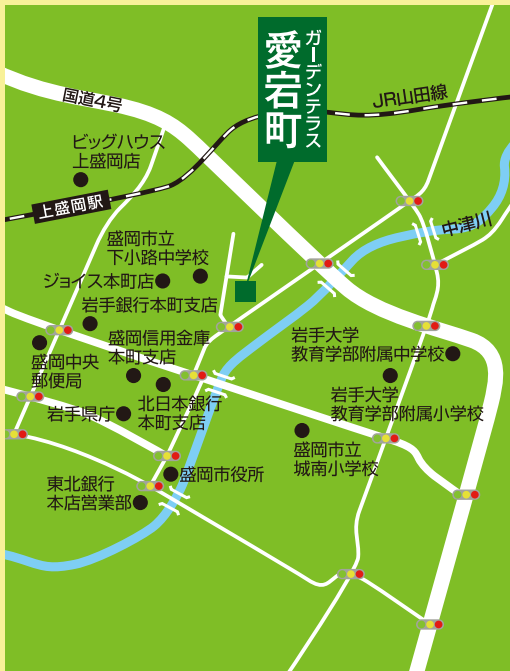 ガーデンテラス
愛宕町
国道4号
JR山田線
ビッグハウス
上盛岡店
上盛岡駅
中津川
盛岡市立
下小路中学校
ジョイス本町店
岩手銀行本町支店
盛岡信用金庫
本町支店
岩手大学
教育学部附属中学校
盛岡中央
郵便局
岩手大学
教育学部附属小学校
北日本銀行
本町支店
岩手県庁
盛岡市立
城南小学校
盛岡市役所
東北銀行
本店営業部